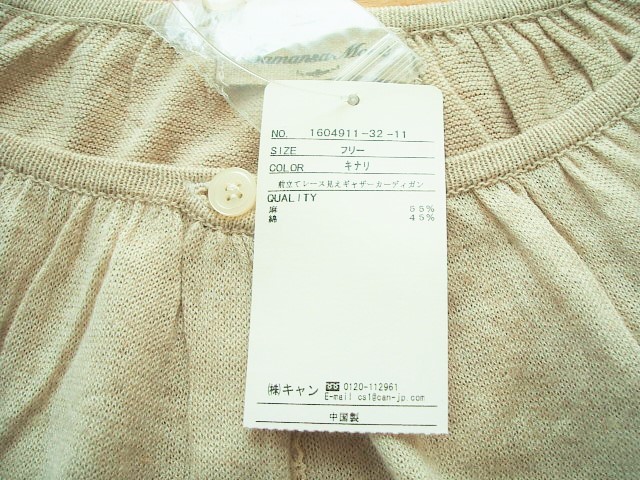 NO. 1604911-32-11
SIZE フリー
COLOR キナリ
前立てレース見えギャザーカーディガン
QUALITY
麻 55%
綿 45%
㈱キャン ☎ 0120-112961
E-mail cs1@can-jp.com
中国製